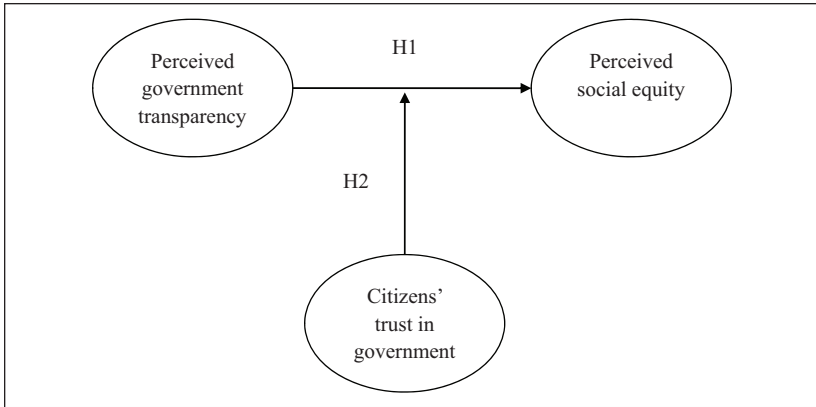 Perceived
government
transparency
H1
Perceived
social equity
H2
Citizens’
trust in
government